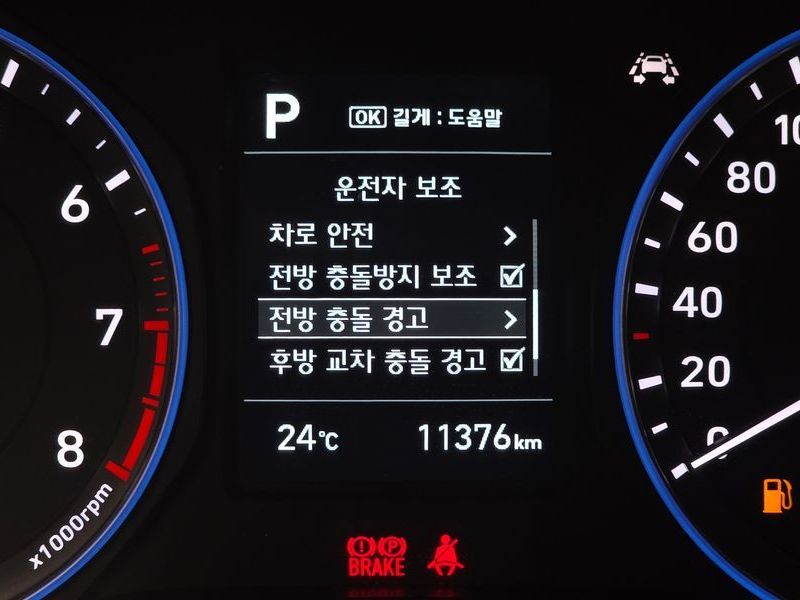 P OK 길게 : 도움말
운전자 보조
차로 안전
전방 충돌방지 보조
전방 충돌 경고
후방 교차 충돌 경고
24°C 11376km
6
7
8
x1000rpm
100
80
60
40
20
0
P
BRAKE